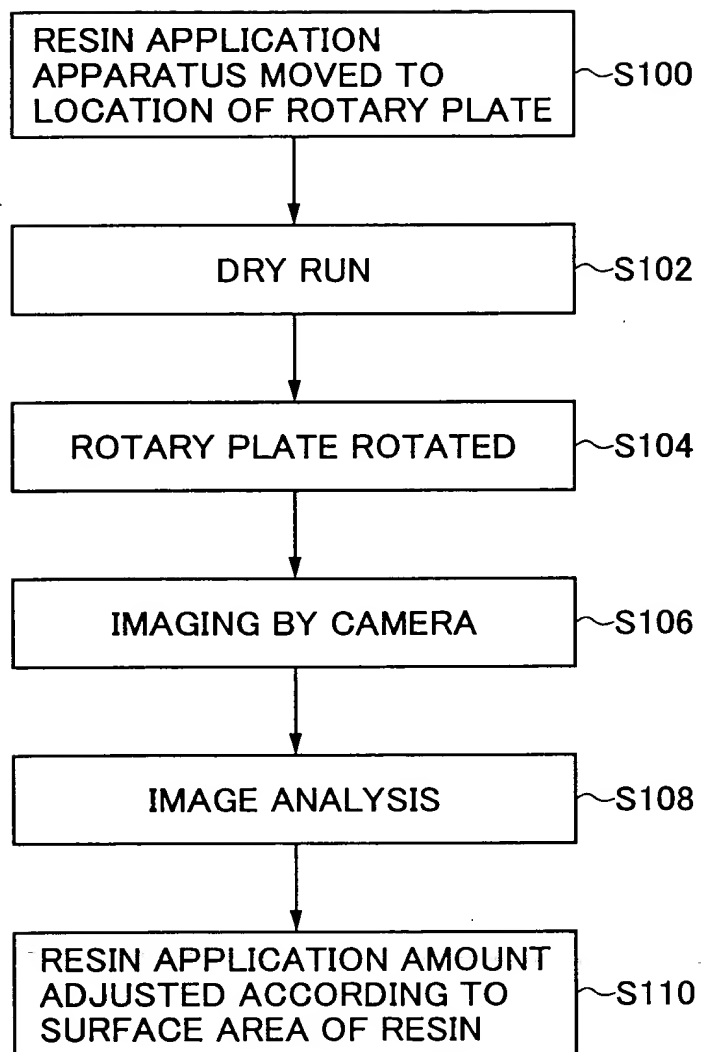 RESIN APPLICATION
APPARATUS MOVED TO
LOCATION OF ROTARY PLATE
S100
DRY RUN
S102
ROTARY PLATE ROTATED
S104
IMAGING BY CAMERA
S106
IMAGE ANALYSIS
S108
RESIN APPLICATION AMOUNT
ADJUSTED ACCORDING TO
SURFACE AREA OF RESIN
S110